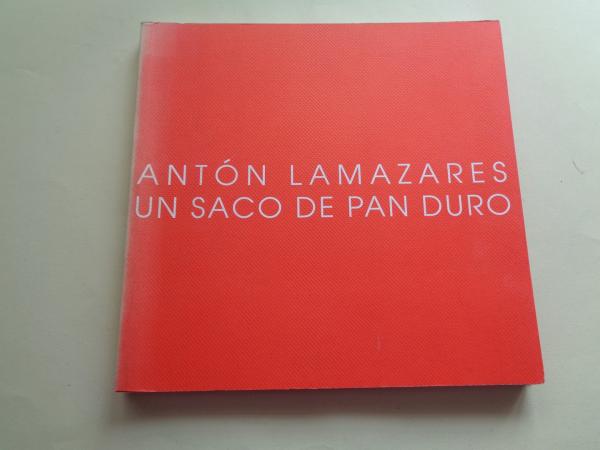 ANTÓN LAMAZARES
UN SACO DE PAN DURO